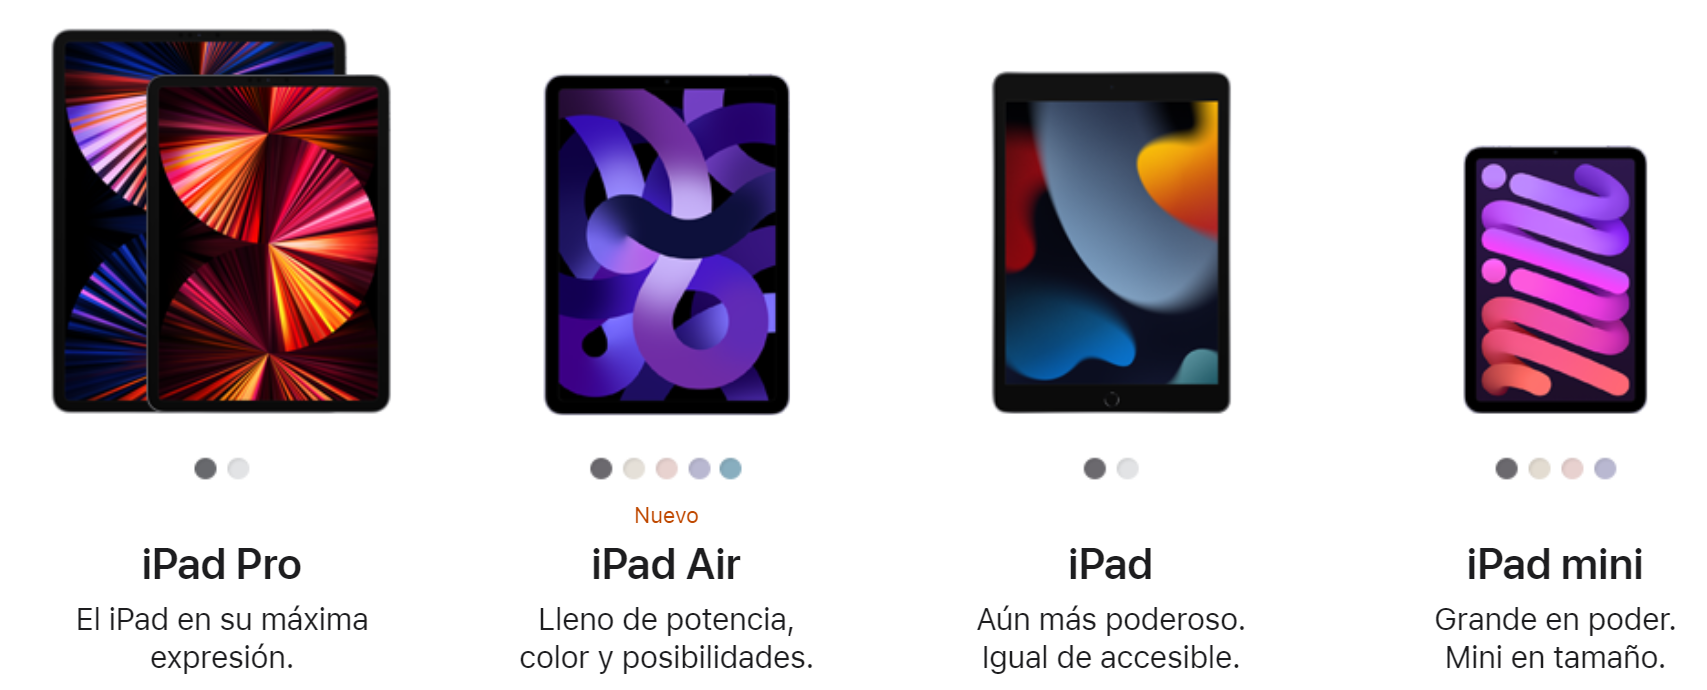 iPad Pro
El iPad en su máxima
expresión.
Nuevo
iPad Air
Lleno de potencia,
color y posibilidades.
iPad
Aún más poderoso.
Igual de accesible.
iPad mini
Grande en poder.
Mini en tamaño.